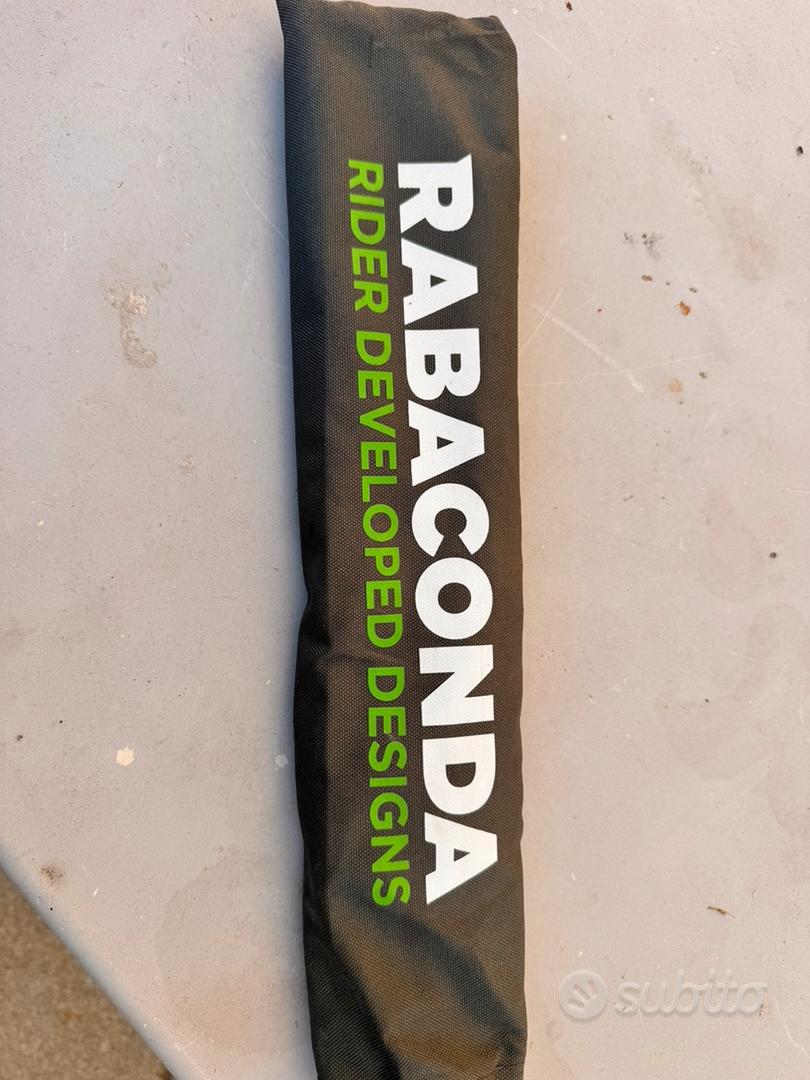 RABACONDA
RIDER DEVELOPED DESIGNS
subito